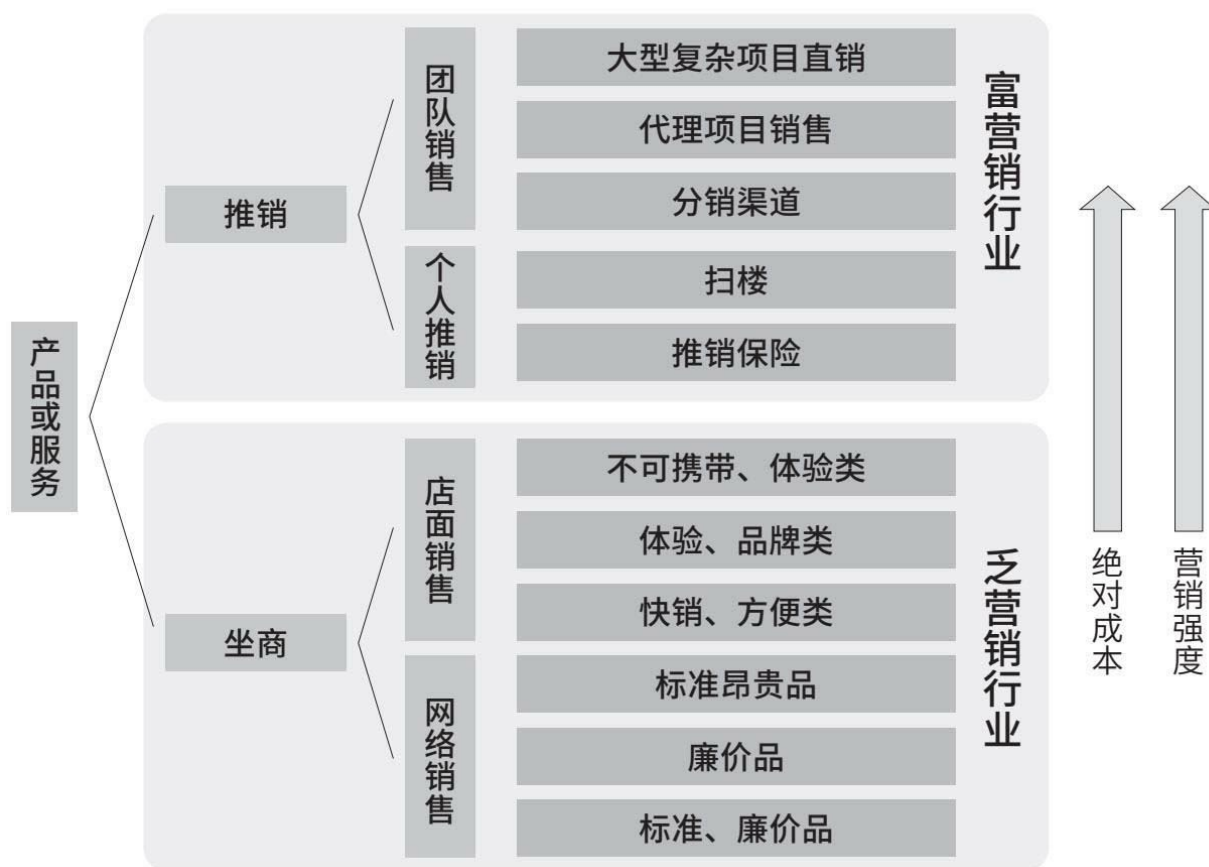 产品或服务
推销
团队销售
大型复杂项目直销
代理项目销售
分销渠道
个人推销
扫楼
推销保险
富营销行业
坐商
店面销售
不可携带、体验类
体验、品牌类
快销、方便类
网络销售
标准昂贵品
廉价品
标准、廉价品
乏营销行业
绝对成本
营销强度